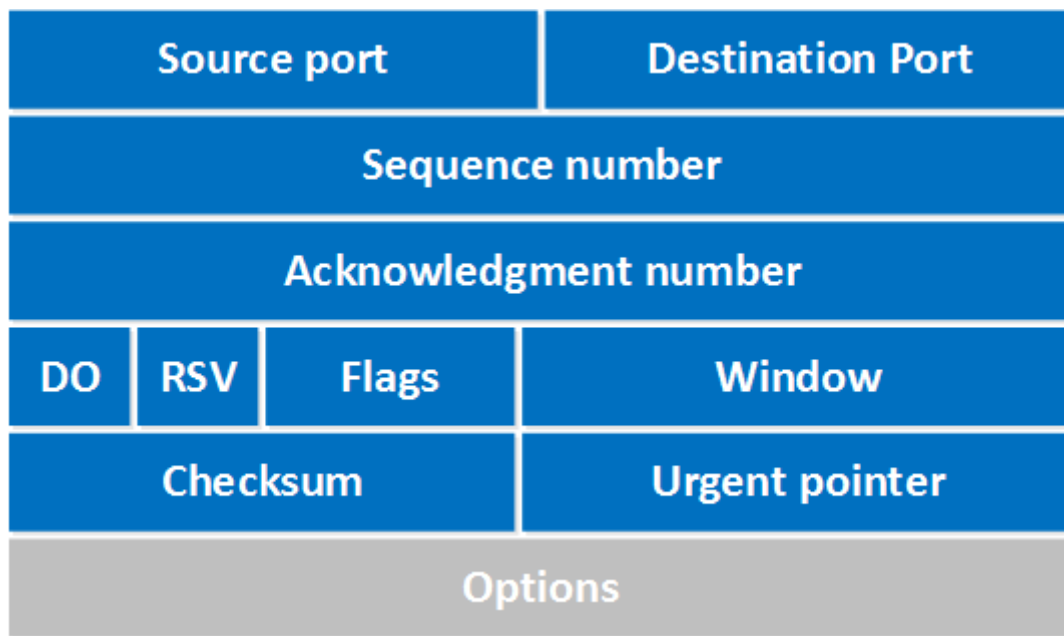 Source port Destination Port
Sequence number
Acknowledgment number
DO RSV Flags Window
Checksum Urgent pointer
Options